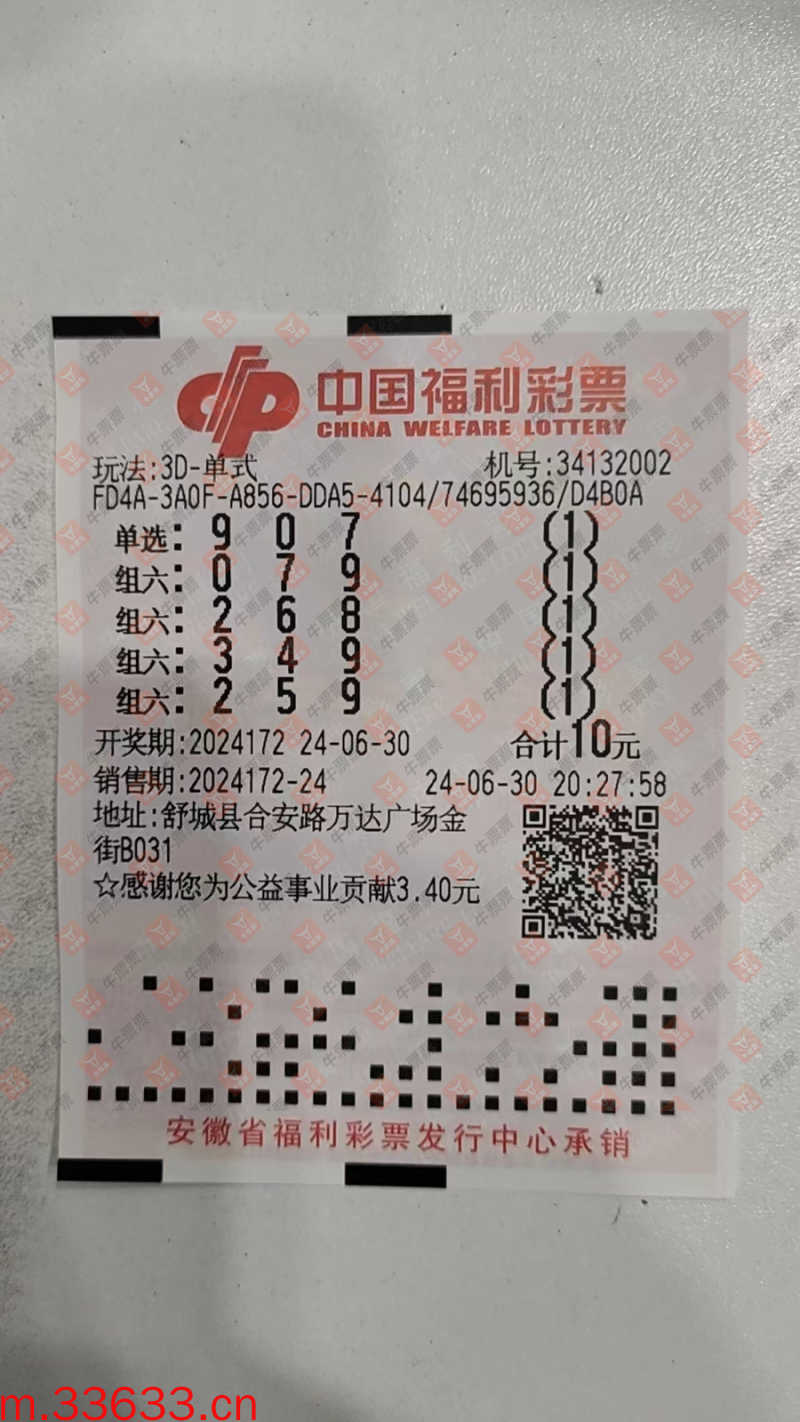 中国福利彩票
CHINA WELFARE LOTTERY
玩法:3D-单式 机号:34132002
FD4A-3A0F-A856-DDA5-4104/74695936/D4B0A
单选: 9 0 7 (1)
组六: 0 7 9 (1)
组六: 2 6 8 (1)
组六: 3 4 9 (1)
组六: 2 5 9 (1)
开奖期:2024172 24-06-30 合计10元
销售期:2024172-24 24-06-30 20:27:58
地址:舒城县合安路万达广场金
街B031
☆感谢您为公益事业贡献3.40元
安徽省福利彩票发行中心承销
m.33633.cn